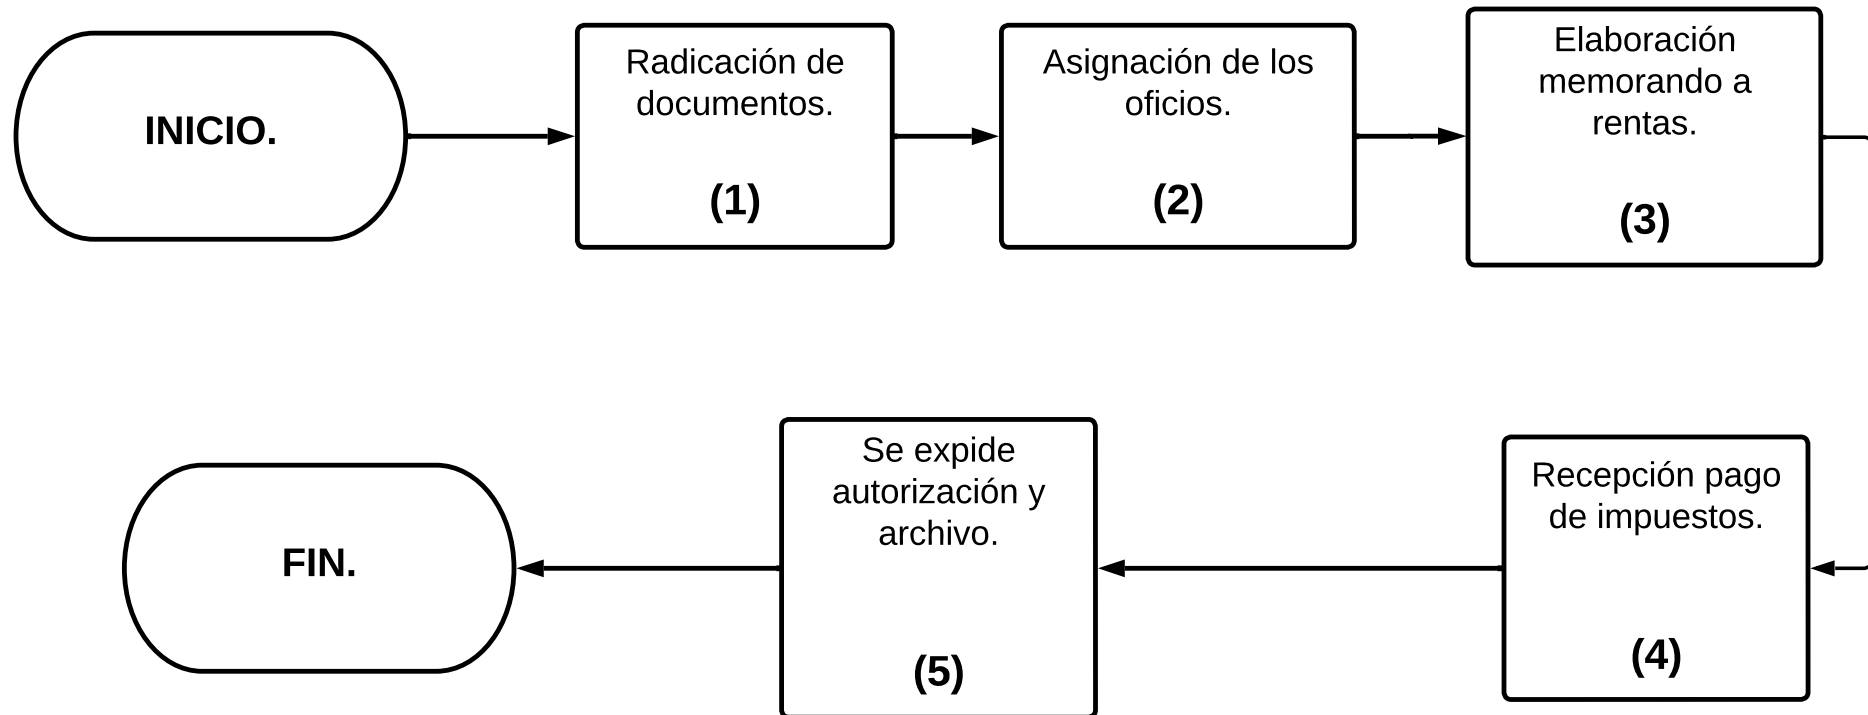 INICIO.
Radicación de
documentos.
(1)
Asignación de los
oficios.
(2)
Elaboración
memorando a
rentas.
(3)
Recepción pago
de impuestos.
(4)
Se expide
autorización y
archivo.
(5)
FIN.